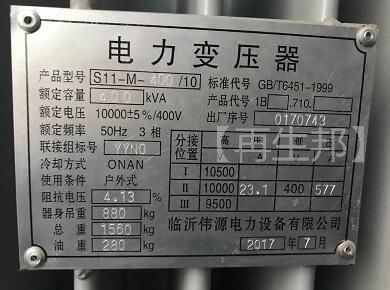 电力变压器
产品型号 S11-M-400/10 标准代号 GB/T6451-1999
额定容量 400 kVA 产品代号 1B .710.
额定电压 10000±5%/400V 出厂序号 0170743
额定频率 50Hz 3相
联接组标号 YYN0
冷却方式 ONAN
使用条件 户外式
阻抗电压 4.13 %
器身吊重 880 kg
总重 1560 kg
油重 280 kg
分接位置 高压 低压
V A V A
I 10500
II 10000 23.1 400 577
III 9500
临沂伟源电力设备有限公司
2017年7月
【再生邦】